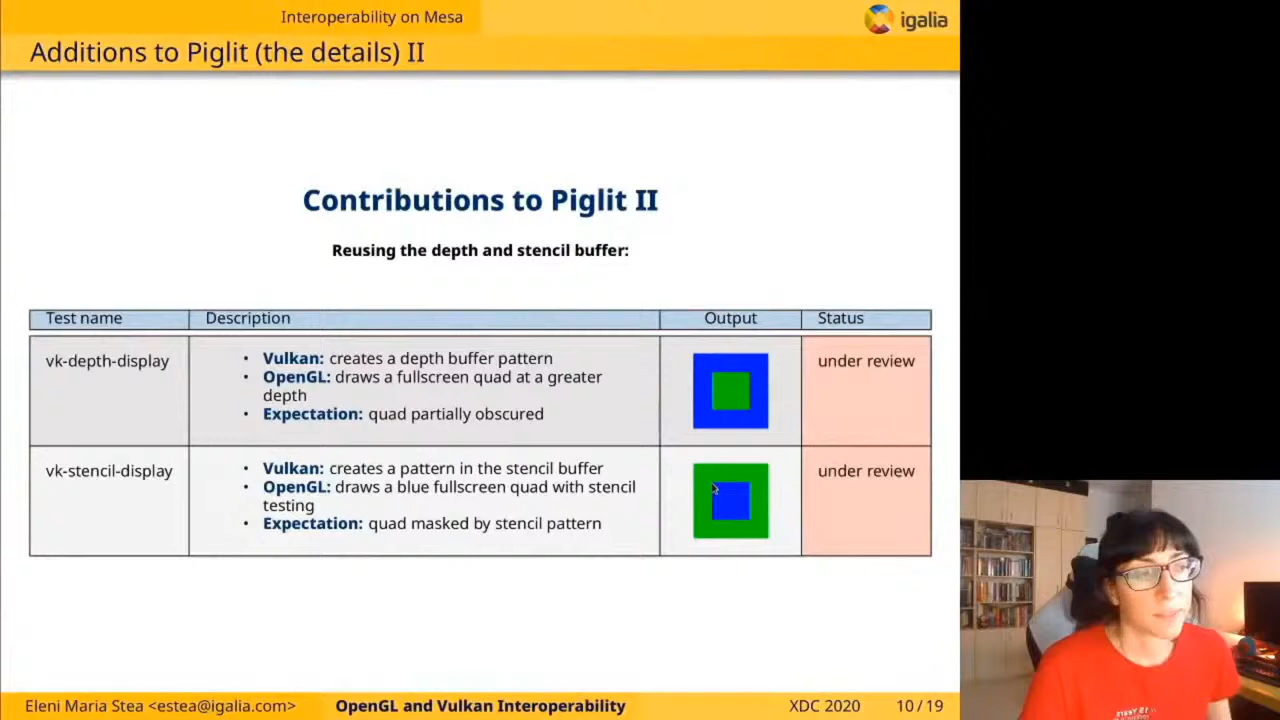 Interoperability on Mesa
igalia
Additions to Piglit (the details) II
Contributions to Piglit II
Reusing the depth and stencil buffer:
Test name Description Output Status
vk-depth-display
• Vulkan: creates a depth buffer pattern
• OpenGL: draws a fullscreen quad at a greater
depth
• Expectation: quad partially obscured
under review
vk-stencil-display
• Vulkan: creates a pattern in the stencil buffer
• OpenGL: draws a blue fullscreen quad with stencil
testing
• Expectation: quad masked by stencil pattern
under review
Eleni Maria Stea <estea@igalia.com> OpenGL and Vulkan Interoperability XDC 2020 10 / 19